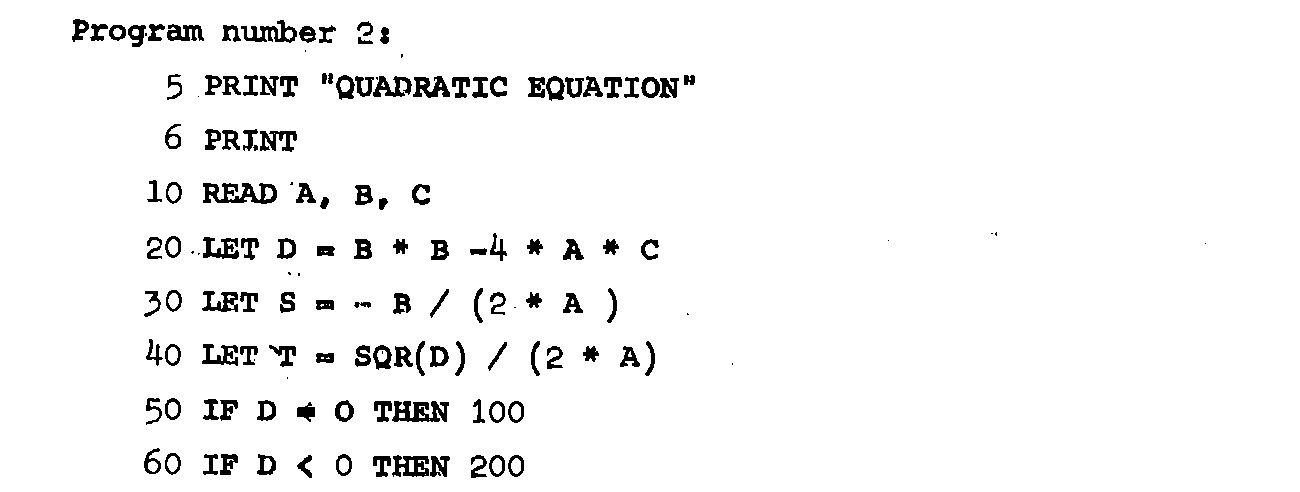 Program number 2:
5 PRINT "QUADRATIC EQUATION"
6 PRINT
10 READ A, B, C
20 LET D = B * B -4 * A * C
30 LET S = - B / (2 * A )
40 LET T = SQR(D) / (2 * A)
50 IF D = 0 THEN 100
60 IF D < 0 THEN 200